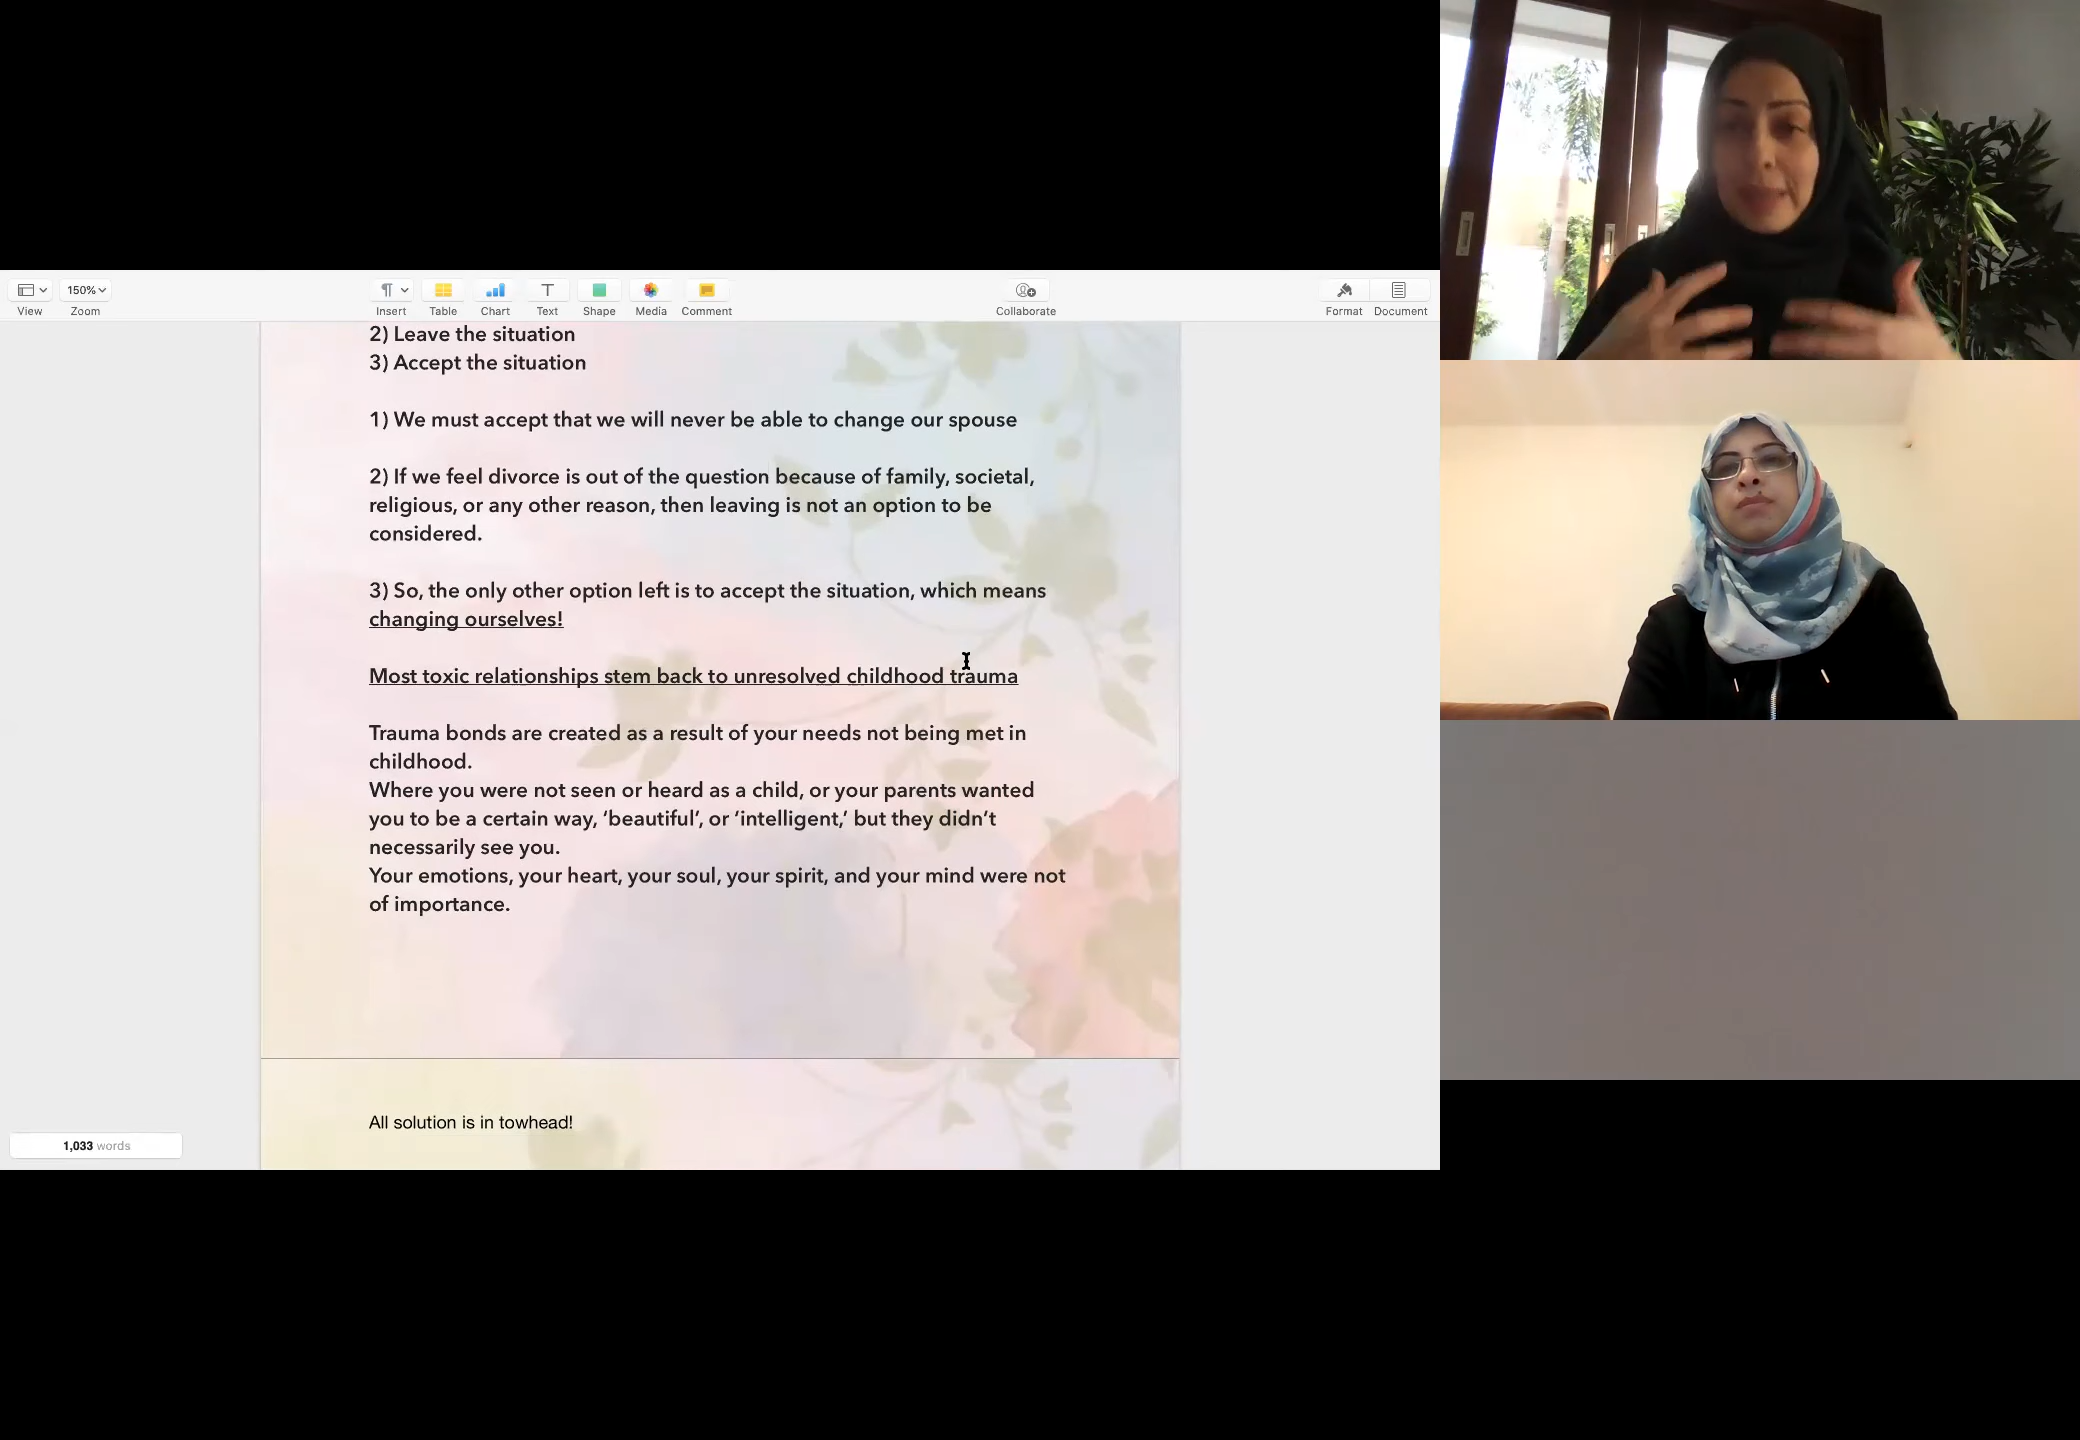 150%
View
Zoom
Insert
Table
Chart
Text
Shape
Media
Comment
Collaborate
Format
Document
2) Leave the situation
3) Accept the situation
1) We must accept that we will never be able to change our spouse
2) If we feel divorce is out of the question because of family, societal,
religious, or any other reason, then leaving is not an option to be
considered.
3) So, the only other option left is to accept the situation, which means
changing ourselves!
Most toxic relationships stem back to unresolved childhood trauma
Trauma bonds are created as a result of your needs not being met in
childhood.
Where you were not seen or heard as a child, or your parents wanted
you to be a certain way, ‘beautiful’, or ‘intelligent,’ but they didn’t
necessarily see you.
Your emotions, your heart, your soul, your spirit, and your mind were not
of importance.
All solution is in towhead!
1,033 words